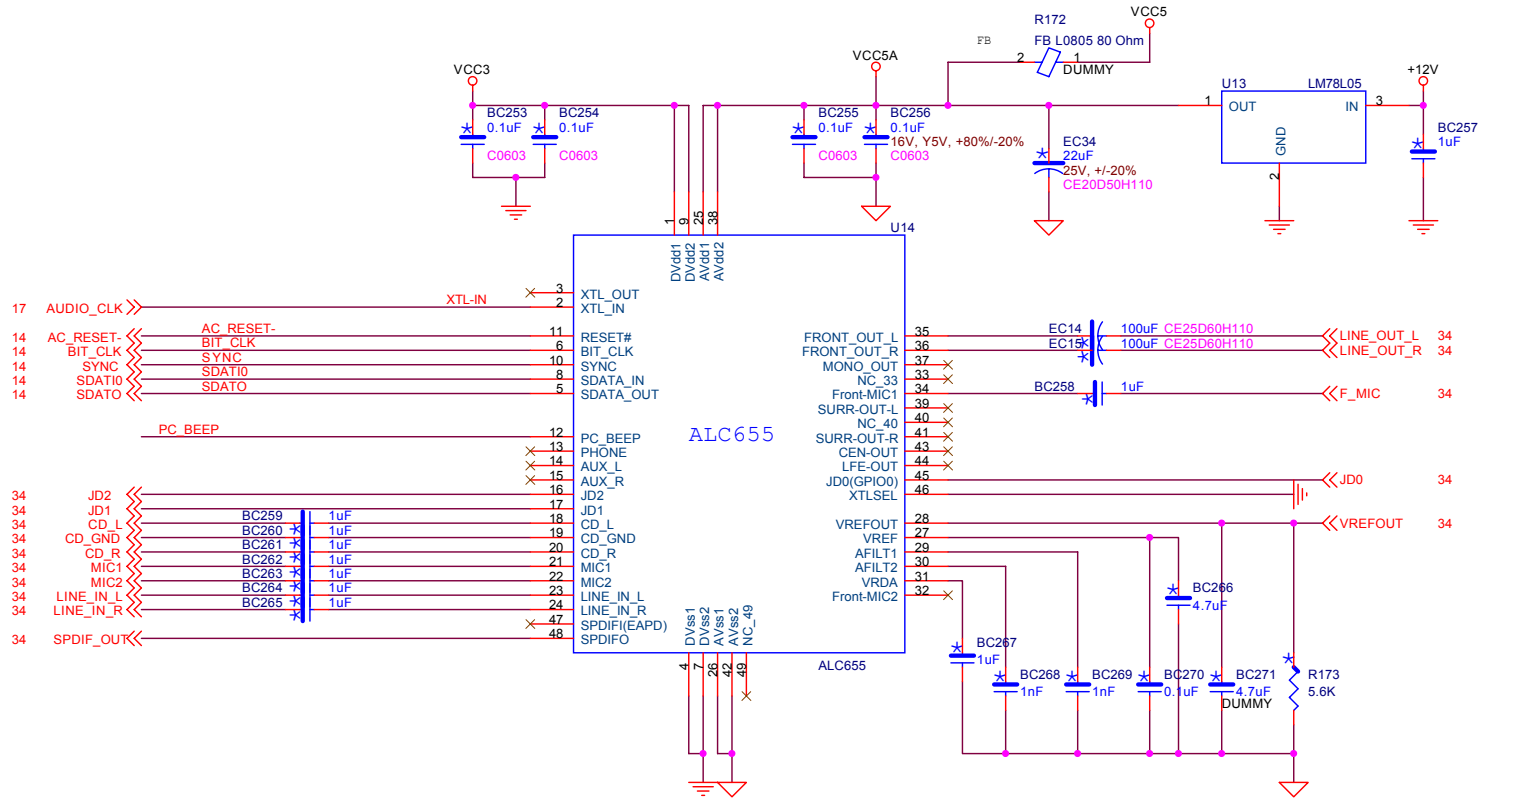 R172
VCC5
FB
FB L0805 80 Ohm
2
1
DUMMY
VCC3
VCC5A
U13
LM78L05
+12V
1
OUT
IN
3
GND
2
BC253
0.1uF
C0603
BC254
0.1uF
C0603
BC255
0.1uF
C0603
BC256
0.1uF
16V, Y5V, +80%/-20%
C0603
EC34
22uF
25V, +/-20%
CE20D50H110
BC257
1uF
1
9
25
38
U14
DVdd1
DVdd2
AVdd1
AVdd2
17 AUDIO_CLK XTL-IN
3 XTL_OUT
2 XTL_IN
14 AC_RESET- AC_RESET- 11 RESET#
14 BIT_CLK BIT_CLK 6 BIT_CLK
14 SYNC SYNC 10 SYNC
14 SDATI0 SDATI0 8 SDATA_IN
14 SDATO SDATO 5 SDATA_OUT
PC_BEEP 12 PC_BEEP
13 PHONE
14 AUX_L
15 AUX_R
34 JD2 16 JD2
34 JD1 17 JD1
34 CD_L BC259 1uF 18 CD_L
34 CD_GND BC260 1uF 19 CD_GND
34 CD_R BC261 1uF 20 CD_R
34 MIC1 BC262 1uF 21 MIC1
34 MIC2 BC263 1uF 22 MIC2
34 LINE_IN_L BC264 1uF 23 LINE_IN_L
34 LINE_IN_R BC265 1uF 24 LINE_IN_R
47 SPDIFI(EAPD)
34 SPDIF_OUT 48 SPDIFO
ALC655
FRONT_OUT_L 35 EC14 100uF CE25D60H110 LINE_OUT_L 34
FRONT_OUT_R 36 EC15 100uF CE25D60H110 LINE_OUT_R 34
MONO_OUT 37
NC_33 33
Front-MIC1 34 BC258 1uF F_MIC 34
SURR-OUT-L 39
NC_40 40
SURR-OUT-R 41
CEN-OUT 43
LFE-OUT 44
JD0(GPIO0) 45 JD0 34
XTLSEL 46
VREFOUT 28 VREFOUT 34
VREF 27
AFILT1 29
AFILT2 30
VRDA 31
Front-MIC2 32
DVss1
DVss2
AVss1
AVss2
NC_49
4
7
26
42
49
ALC655
BC266
4.7uF
BC267
1uF
BC268
1nF
BC269
1nF
BC270
0.1uF
BC271
4.7uF
DUMMY
R173
5.6K